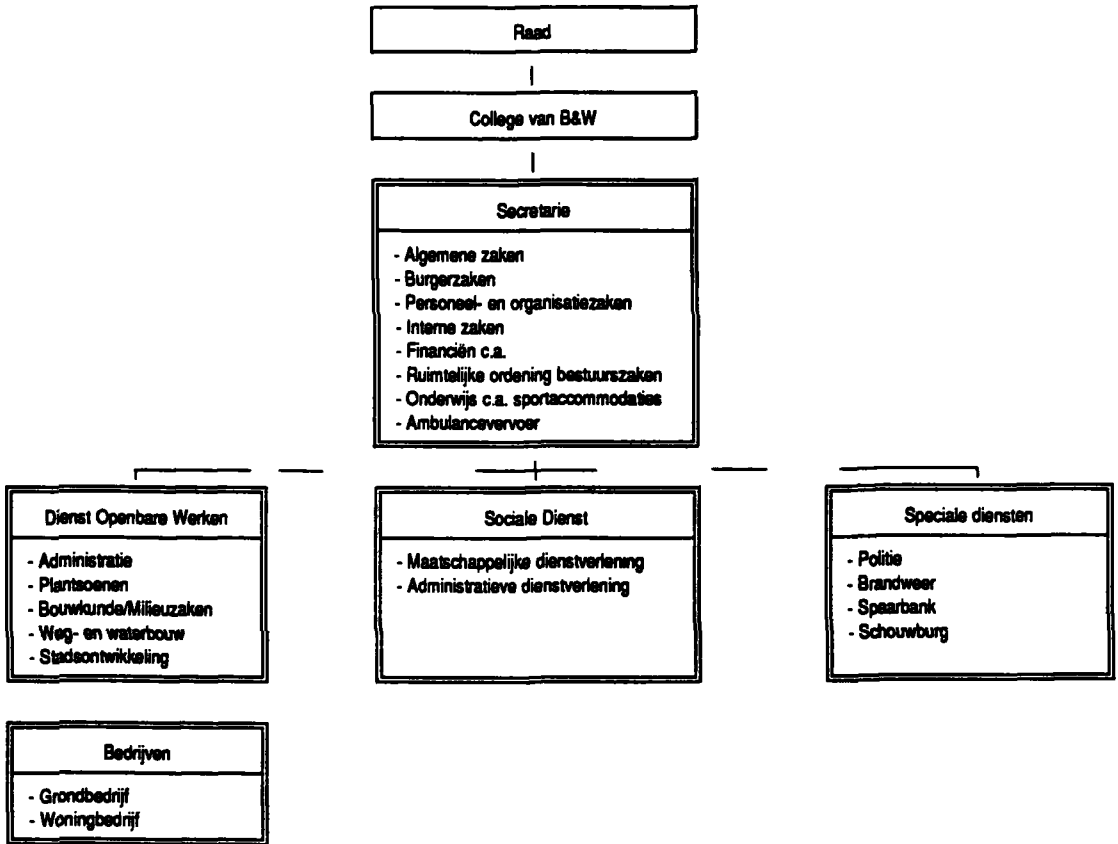 Raad
College van B&W
Secretarie
- Algemene zaken
- Burgerzaken
- Personeel- en organisatiezaken
- Interne zaken
- Financiën c.a.
- Ruimtelijke ordening bestuurszaken
- Onderwijs c.a. sportaccommodaties
- Ambulancevervoer
Dienst Openbare Werken
- Administratie
- Plantsoenen
- Bouwkunde/Milieuzaken
- Weg- en waterbouw
- Stadsontwikkeling
Sociale Dienst
- Maatschappelijke dienstverlening
- Administratieve dienstverlening
Speciale diensten
- Politie
- Brandweer
- Spaarbank
- Schouwburg
Bedrijven
- Grondbedrijf
- Woningbedrijf